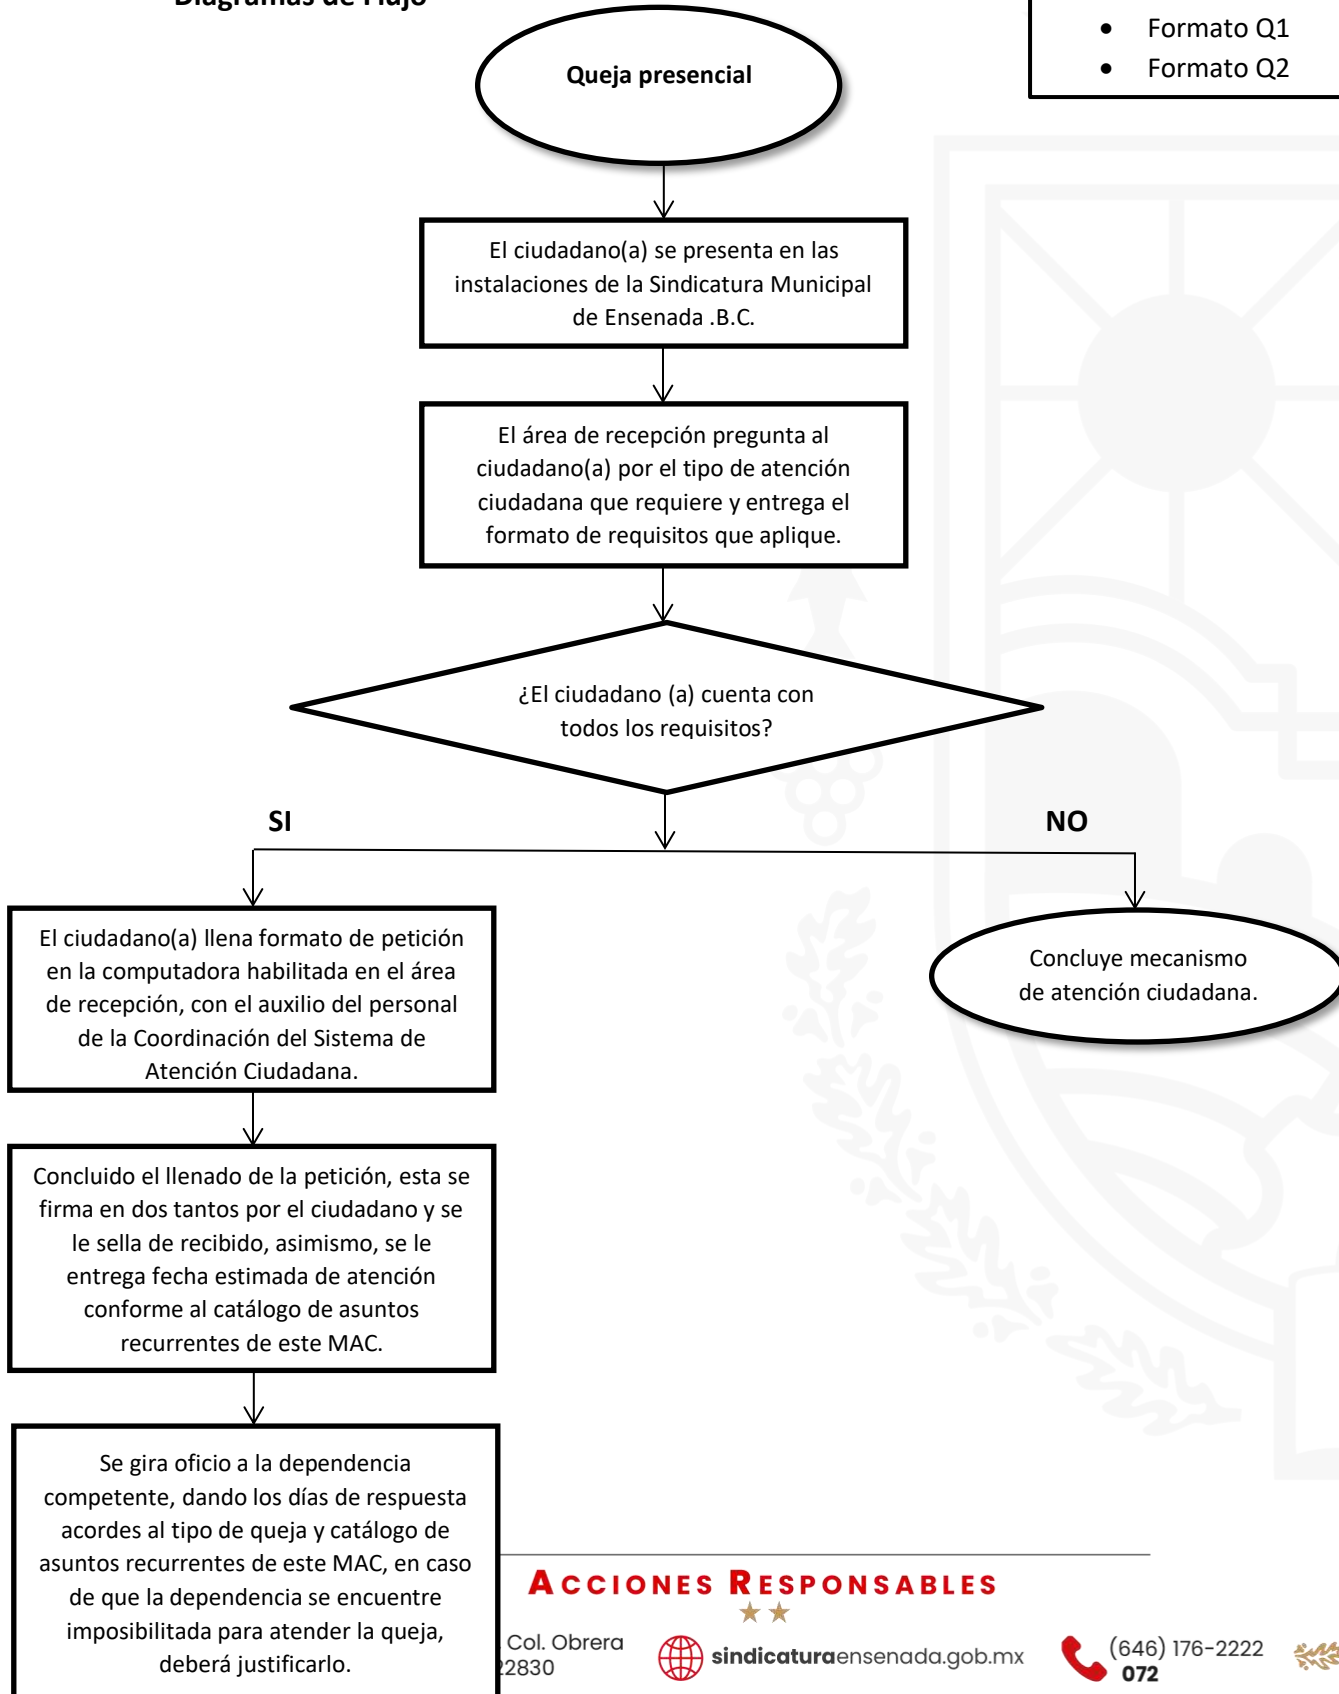 Diagramas de Flujo
• Formato Q1
• Formato Q2
Queja presencial
El ciudadano(a) se presenta en las
instalaciones de la Sindicatura Municipal
de Ensenada .B.C.
El área de recepción pregunta al
ciudadano(a) por el tipo de atención
ciudadana que requiere y entrega el
formato de requisitos que aplique.
¿El ciudadano (a) cuenta con
todos los requisitos?
SI
NO
El ciudadano(a) llena formato de petición
en la computadora habilitada en el área
de recepción, con el auxilio del personal
de la Coordinación del Sistema de
Atención Ciudadana.
Concluye mecanismo
de atención ciudadana.
Concluido el llenado de la petición, esta se
firma en dos tantos por el ciudadano y se
le sella de recibido, asimismo, se le
entrega fecha estimada de atención
conforme al catálogo de asuntos
recurrentes de este MAC.
Se gira oficio a la dependencia
competente, dando los días de respuesta
acordes al tipo de queja y catálogo de
asuntos recurrentes de este MAC, en caso
de que la dependencia se encuentre
imposibilitada para atender la queja,
deberá justificarlo.
ACCIONES RESPONSABLES
Col. Obrera
22830
sindicaturaensenada.gob.mx
(646) 176-2222
072